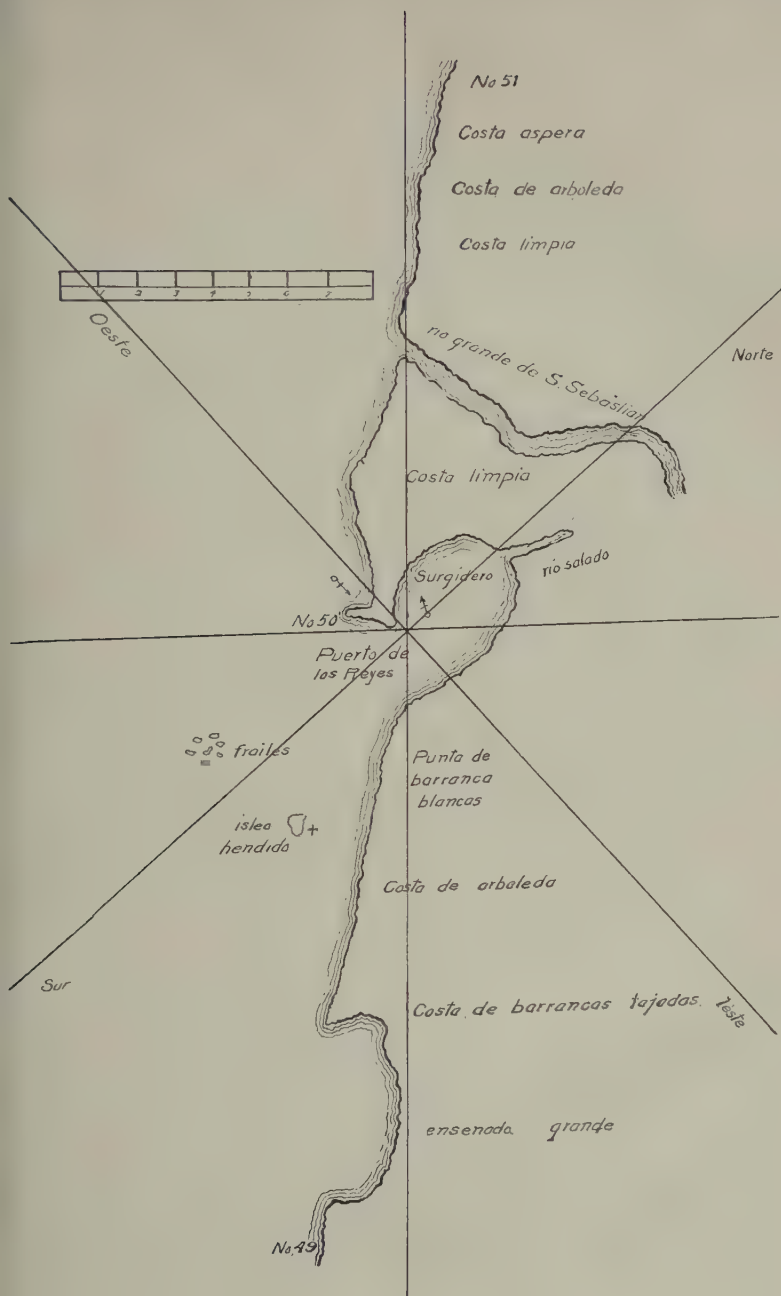 No 51
Costa aspera
Costa de arboleda
Costa limpia
1 2 3 4 5 6 7
Oeste
rio grande de S. Sebastian
Norte
Costa limpia
Surgidero
rio salado
No 50
Puerto de
los Reyes
frailes
Punta de
barranca
blancas
isleo
hendido
Costa de arboleda
Sur
Costa de barrancas tajadas.
leste
ensenada grande
No. 49